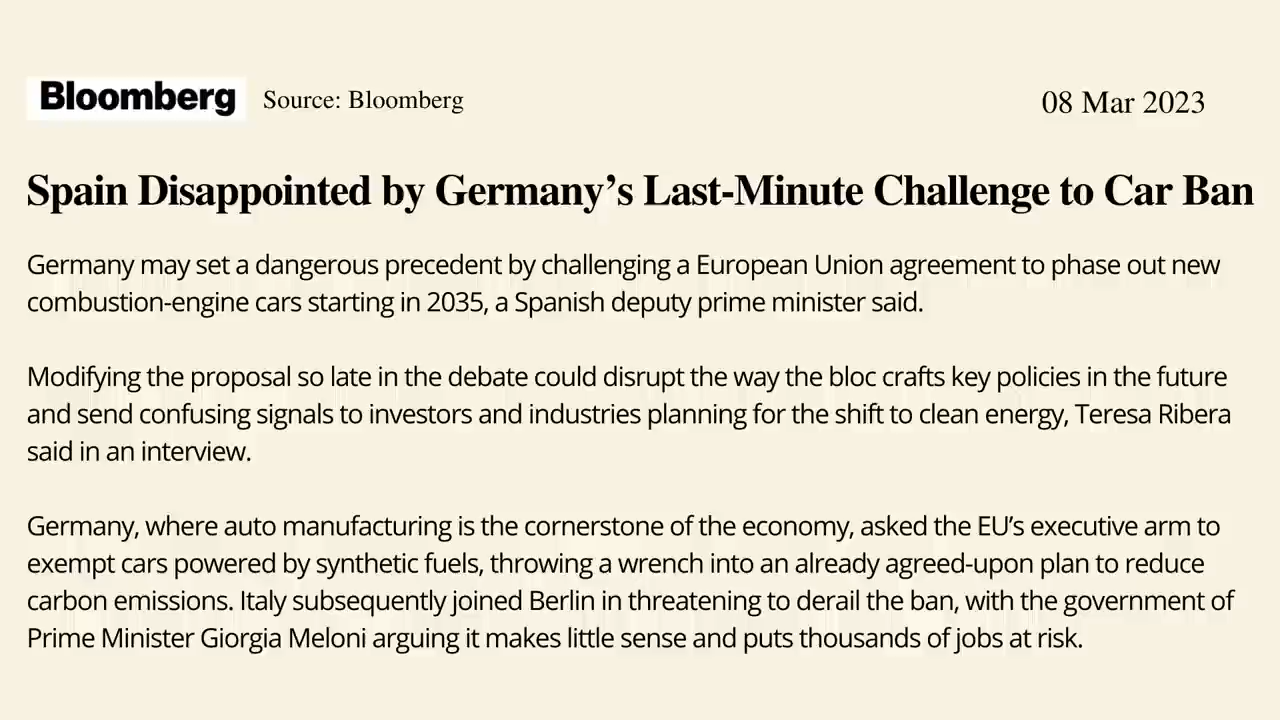 Bloomberg Source: Bloomberg 08 Mar 2023
Spain Disappointed by Germany’s Last-Minute Challenge to Car Ban
Germany may set a dangerous precedent by challenging a European Union agreement to phase out new
combustion-engine cars starting in 2035, a Spanish deputy prime minister said.
Modifying the proposal so late in the debate could disrupt the way the bloc crafts key policies in the future
and send confusing signals to investors and industries planning for the shift to clean energy, Teresa Ribera
said in an interview.
Germany, where auto manufacturing is the cornerstone of the economy, asked the EU’s executive arm to
exempt cars powered by synthetic fuels, throwing a wrench into an already agreed-upon plan to reduce
carbon emissions. Italy subsequently joined Berlin in threatening to derail the ban, with the government of
Prime Minister Giorgia Meloni arguing it makes little sense and puts thousands of jobs at risk.